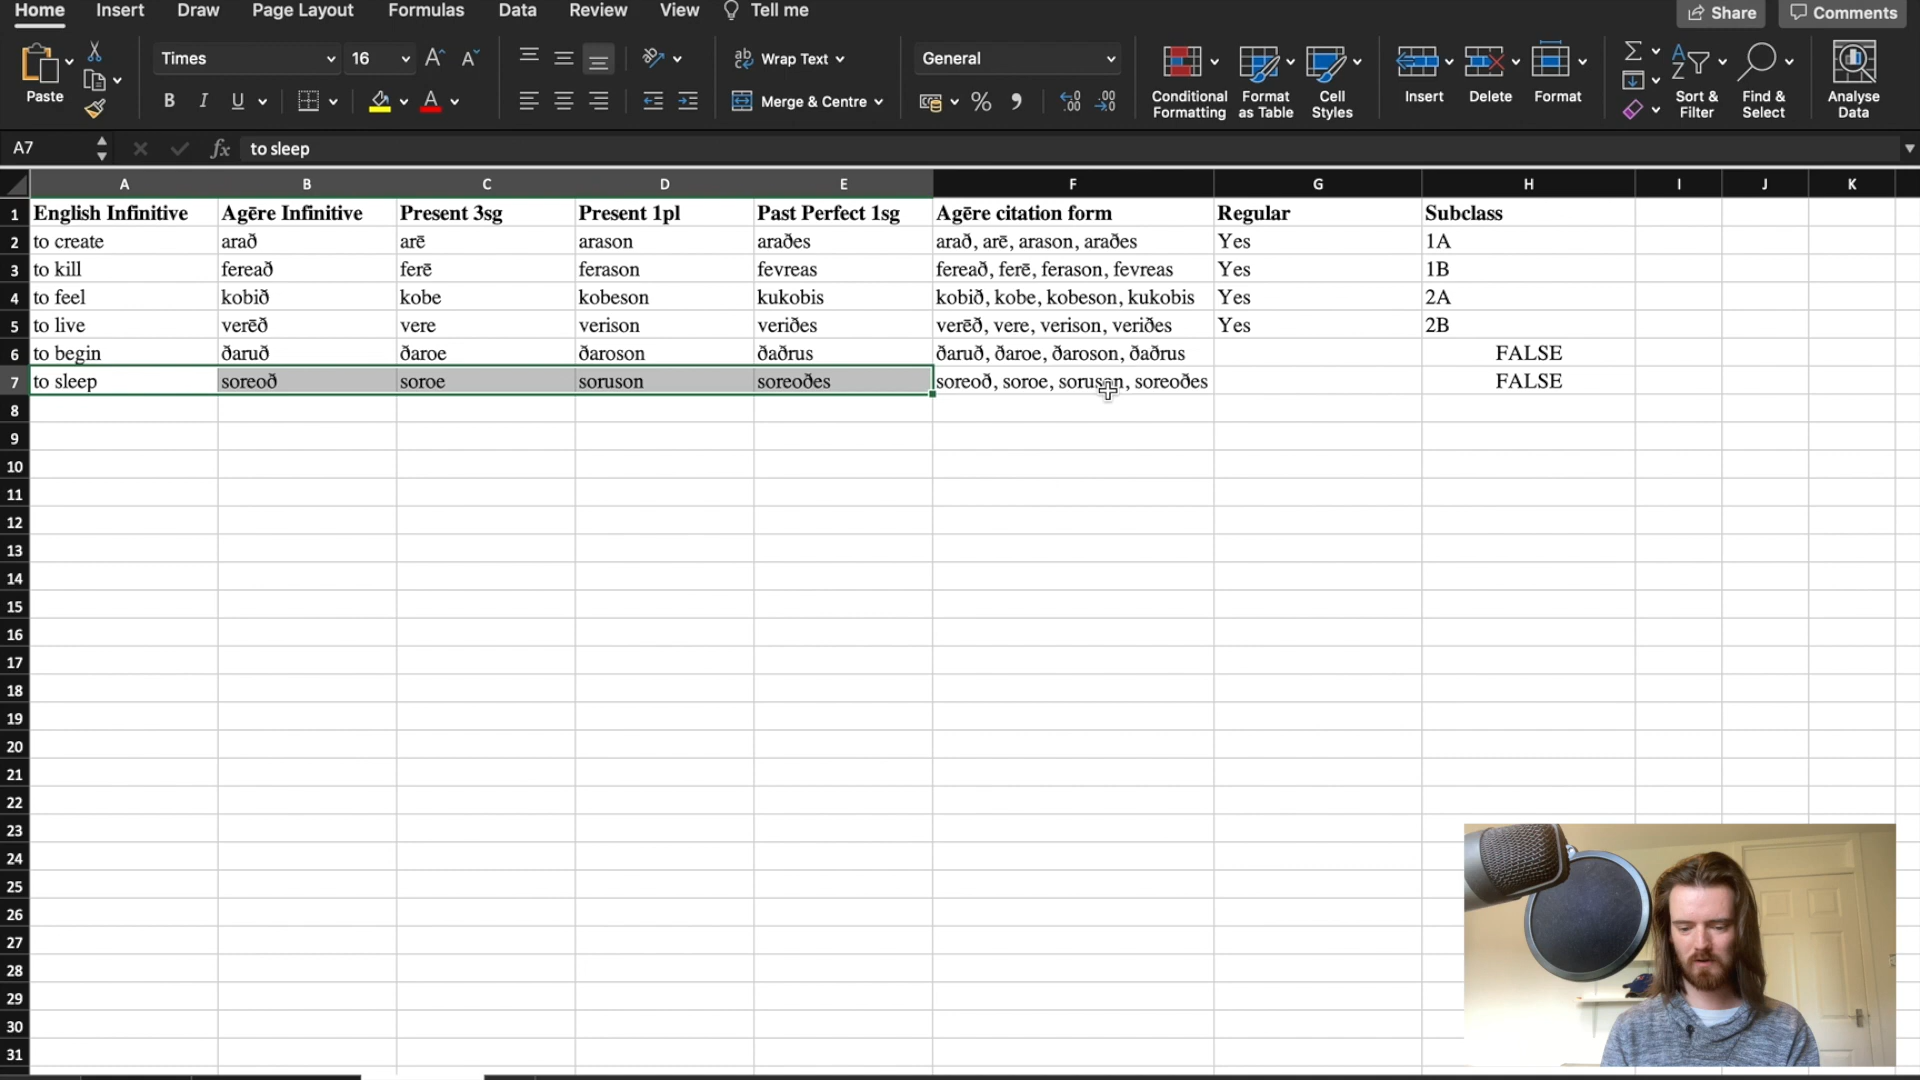 Home Insert Draw Page Layout Formulas Data Review View Tell me Share Comments
Paste Times 16 Wrap Text General
B I U Merge & Centre Conditional Formatting Format as Table Cell Styles Insert Delete Format Sort & Filter Find & Select Analyse Data
A7 fx to sleep
A B C D E F G H I J K
1 English Infinitive Agēre Infinitive Present 3sg Present 1pl Past Perfect 1sg Agēre citation form Regular Subclass
2 to create arað arē arason araðes arað, arē, arason, araðes Yes 1A
3 to kill fereað ferē ferason fevreas fereað, ferē, ferason, fevreas Yes 1B
4 to feel kobið kobe kobeson kukobis kobið, kobe, kobeson, kukobis Yes 2A
5 to live verēð vere verison veriðes verēð, vere, verison, veriðes Yes 2B
6 to begin ðaruð ðaroe ðaroson ðaðrus ðaruð, ðaroe, ðaroson, ðaðrus FALSE
7 to sleep soreoð soroe soruson soreoðes soreoð, soroe, soruson, soreoðes FALSE
8
9
10
11
12
13
14
15
16
17
18
19
20
21
22
23
24
25
26
27
28
29
30
31